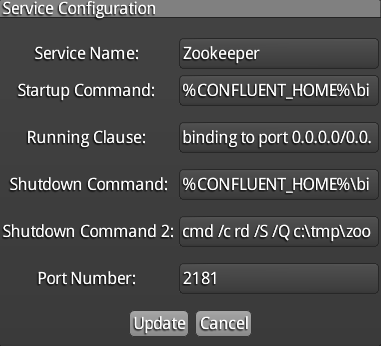 Service Configuration
Service Name: Zookeeper
Startup Command: %CONFLUENT_HOME%\bi
Running Clause: binding to port 0.0.0.0/0.0.
Shutdown Command: %CONFLUENT_HOME%\bi
Shutdown Command 2: cmd /c rd /S /Q c:\tmp\zoo
Port Number: 2181
Update Cancel